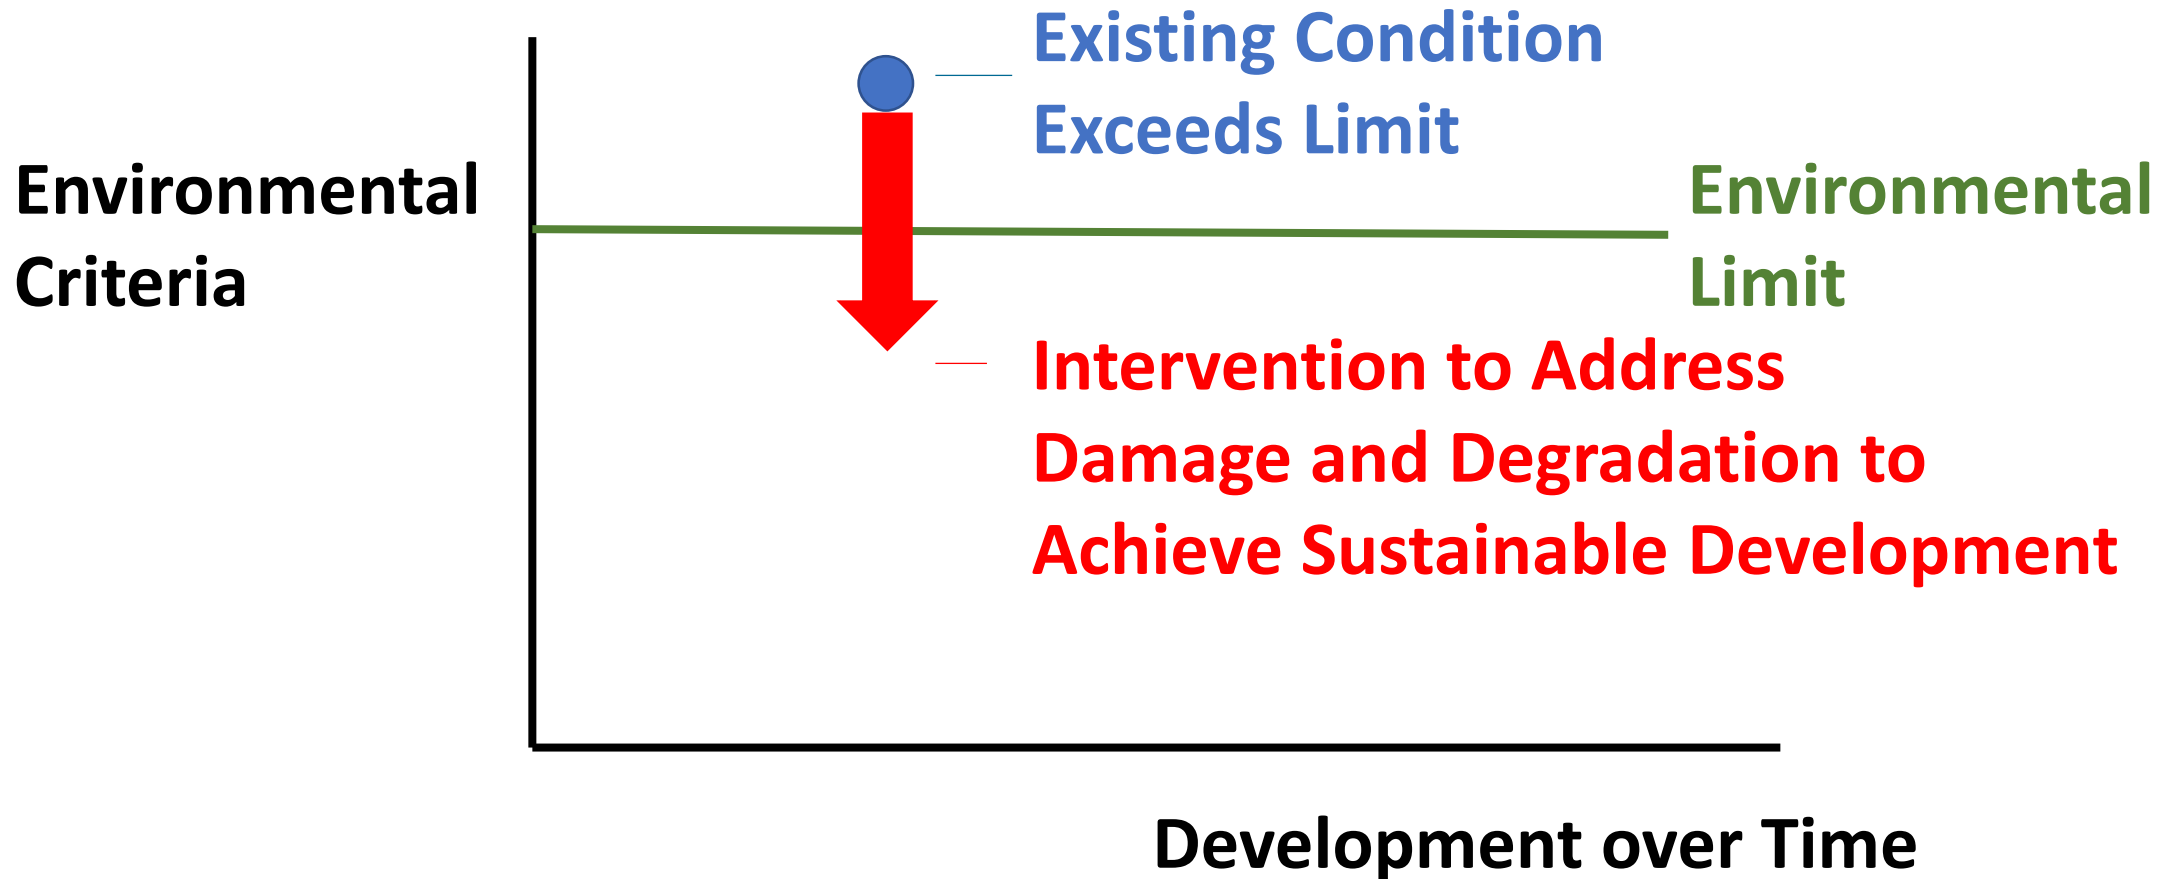 Existing Condition
Exceeds Limit
Environmental
Criteria
Environmental
Limit
Intervention to Address
Damage and Degradation to
Achieve Sustainable Development
Development over Time